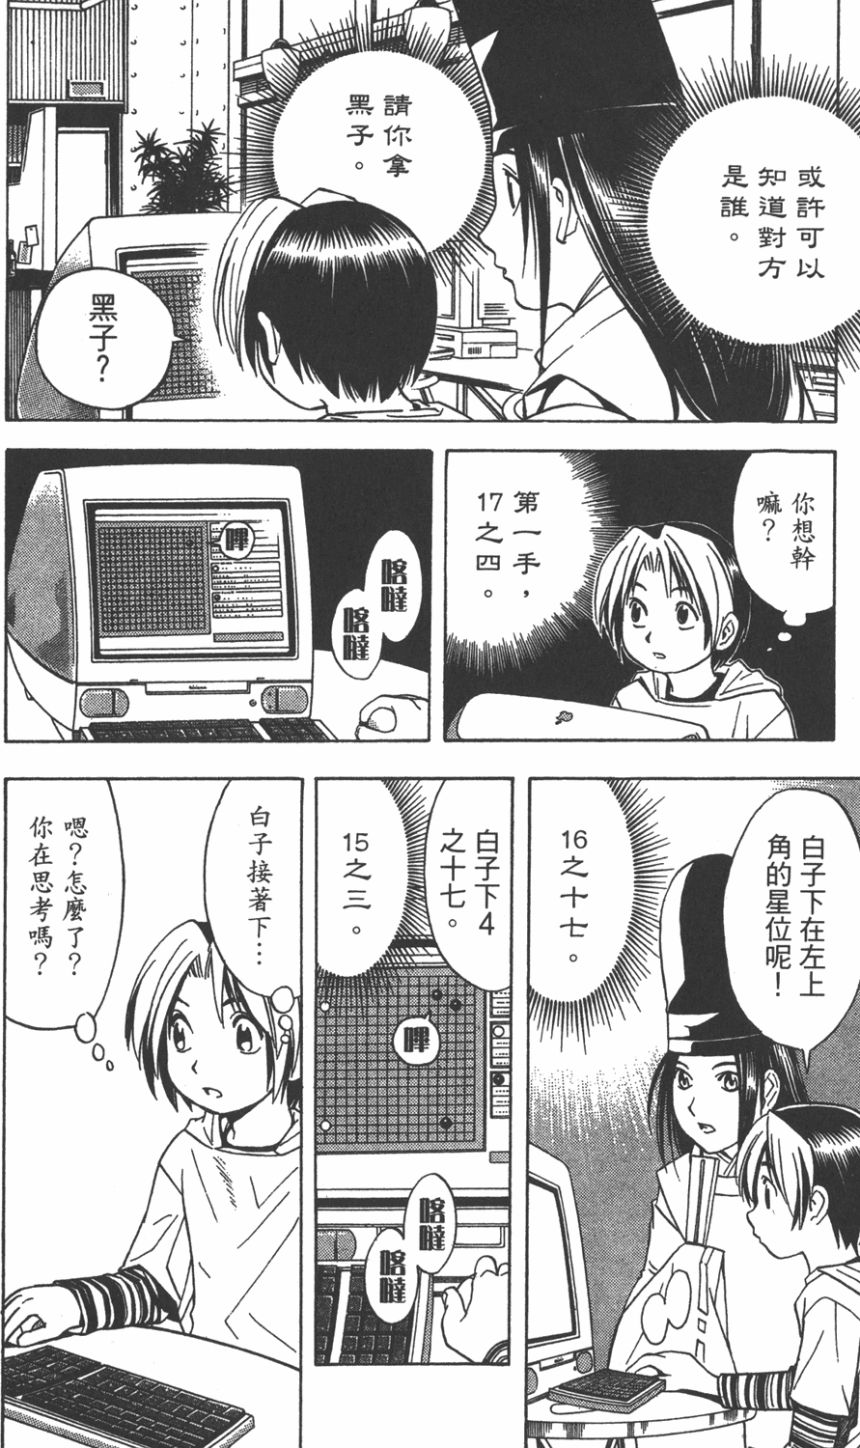 或許可以
知道對方
是誰。
請你拿
黑子。
黑子?
你想幹
嘛?
第一手,
17之四。
嗶
喀噠
喀噠
白子下在左上
角的星位呢!
16之十七。
白子下4
之十七。
15之三。
嗶
喀噠
喀噠
白子接著下…
嗯?怎麼了?
你在思考嗎?